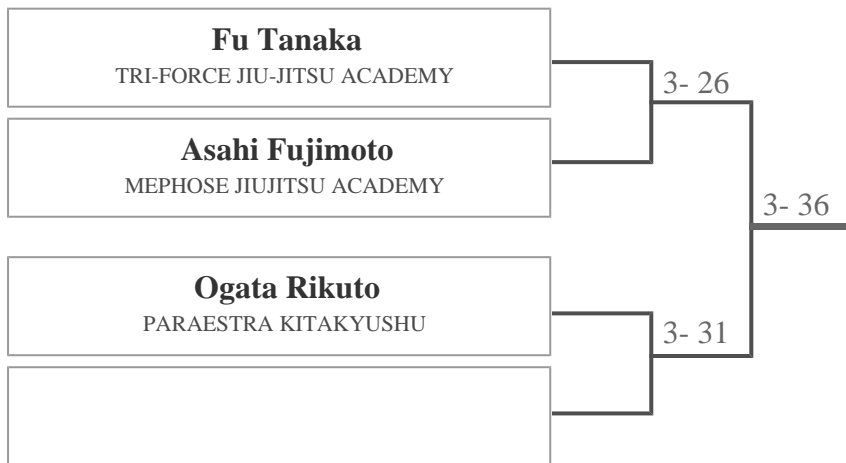 Fu Tanaka
TRI-FORCE JIU-JITSU ACADEMY
3- 26
Asahi Fujimoto
MEPHOSE JIUJITSU ACADEMY
3- 36
Ogata Rikuto
PARAESTRA KITAKYUSHU
3- 31